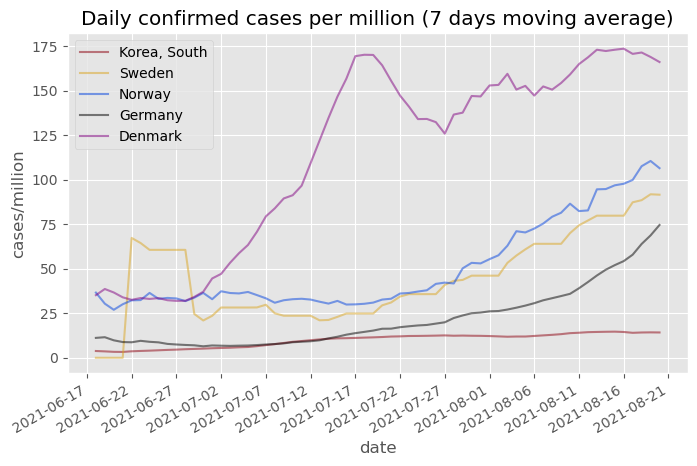 Daily confirmed cases per million (7 days moving average)
Korea, South
Sweden
Norway
Germany
Denmark
cases/million
175
150
125
100
75
50
25
0
2021-06-17
2021-06-22
2021-06-27
2021-07-02
2021-07-07
2021-07-12
2021-07-17
2021-07-22
2021-07-27
2021-08-01
2021-08-06
2021-08-11
2021-08-16
2021-08-21
date